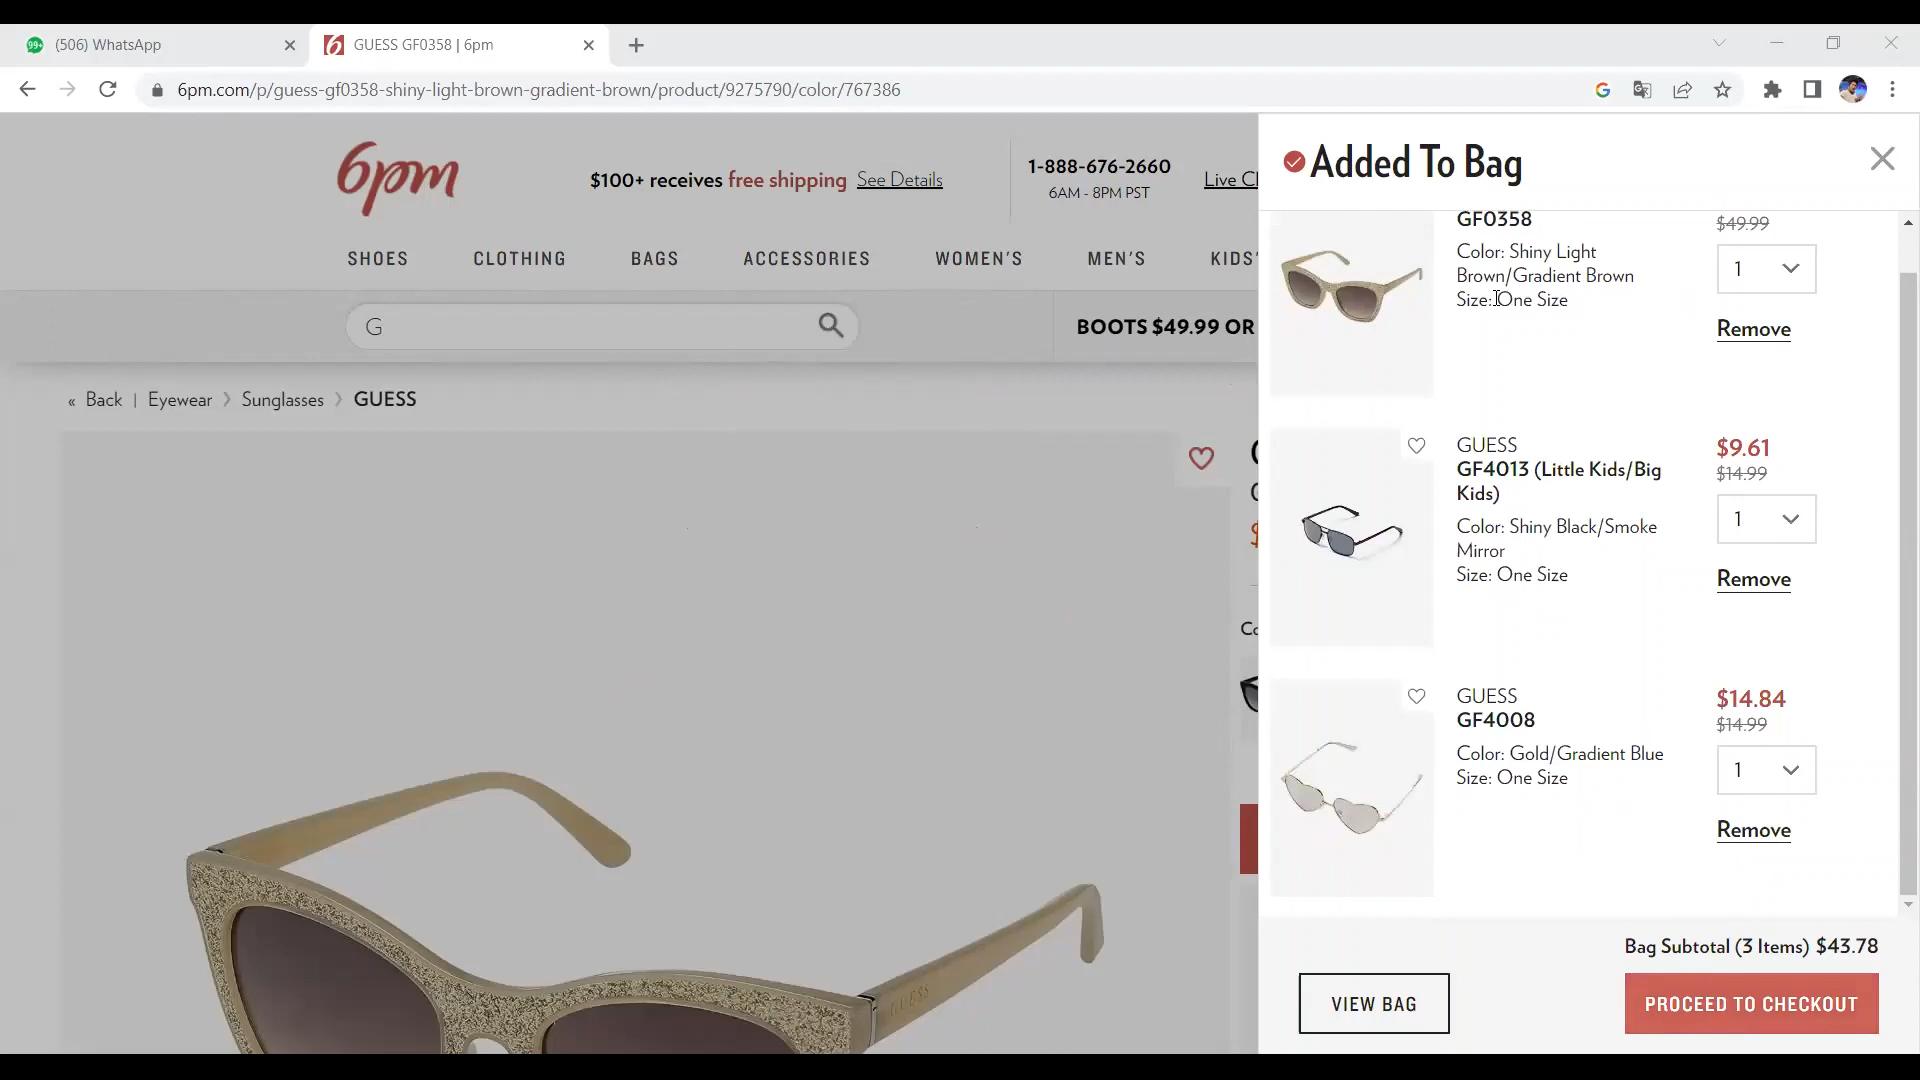 99+
(506) WhatsApp
GUESS GF0358 | 6pm
6pm.com/p/guess-gf0358-shiny-light-brown-gradient-brown/product/9275790/color/767386
6pm
$100+ receives free shipping See Details
1-888-676-2660
6AM - 8PM PST
Live
SHOES CLOTHING BAGS ACCESSORIES WOMEN'S MEN'S KIDS'
G
BOOTS $49.99 OR
« Back | Eyewear > Sunglasses > GUESS
GUESS
Added To Bag
GF0358
$49.99
Color: Shiny Light
Brown/Gradient Brown
Size: One Size
1
Remove
GUESS
GF4013 (Little Kids/Big
Kids)
$9.61
$14.99
Color: Shiny Black/Smoke
Mirror
Size: One Size
1
Remove
GUESS
GF4008
$14.84
$14.99
Color: Gold/Gradient Blue
Size: One Size
1
Remove
Bag Subtotal (3 Items) $43.78
VIEW BAG
PROCEED TO CHECKOUT